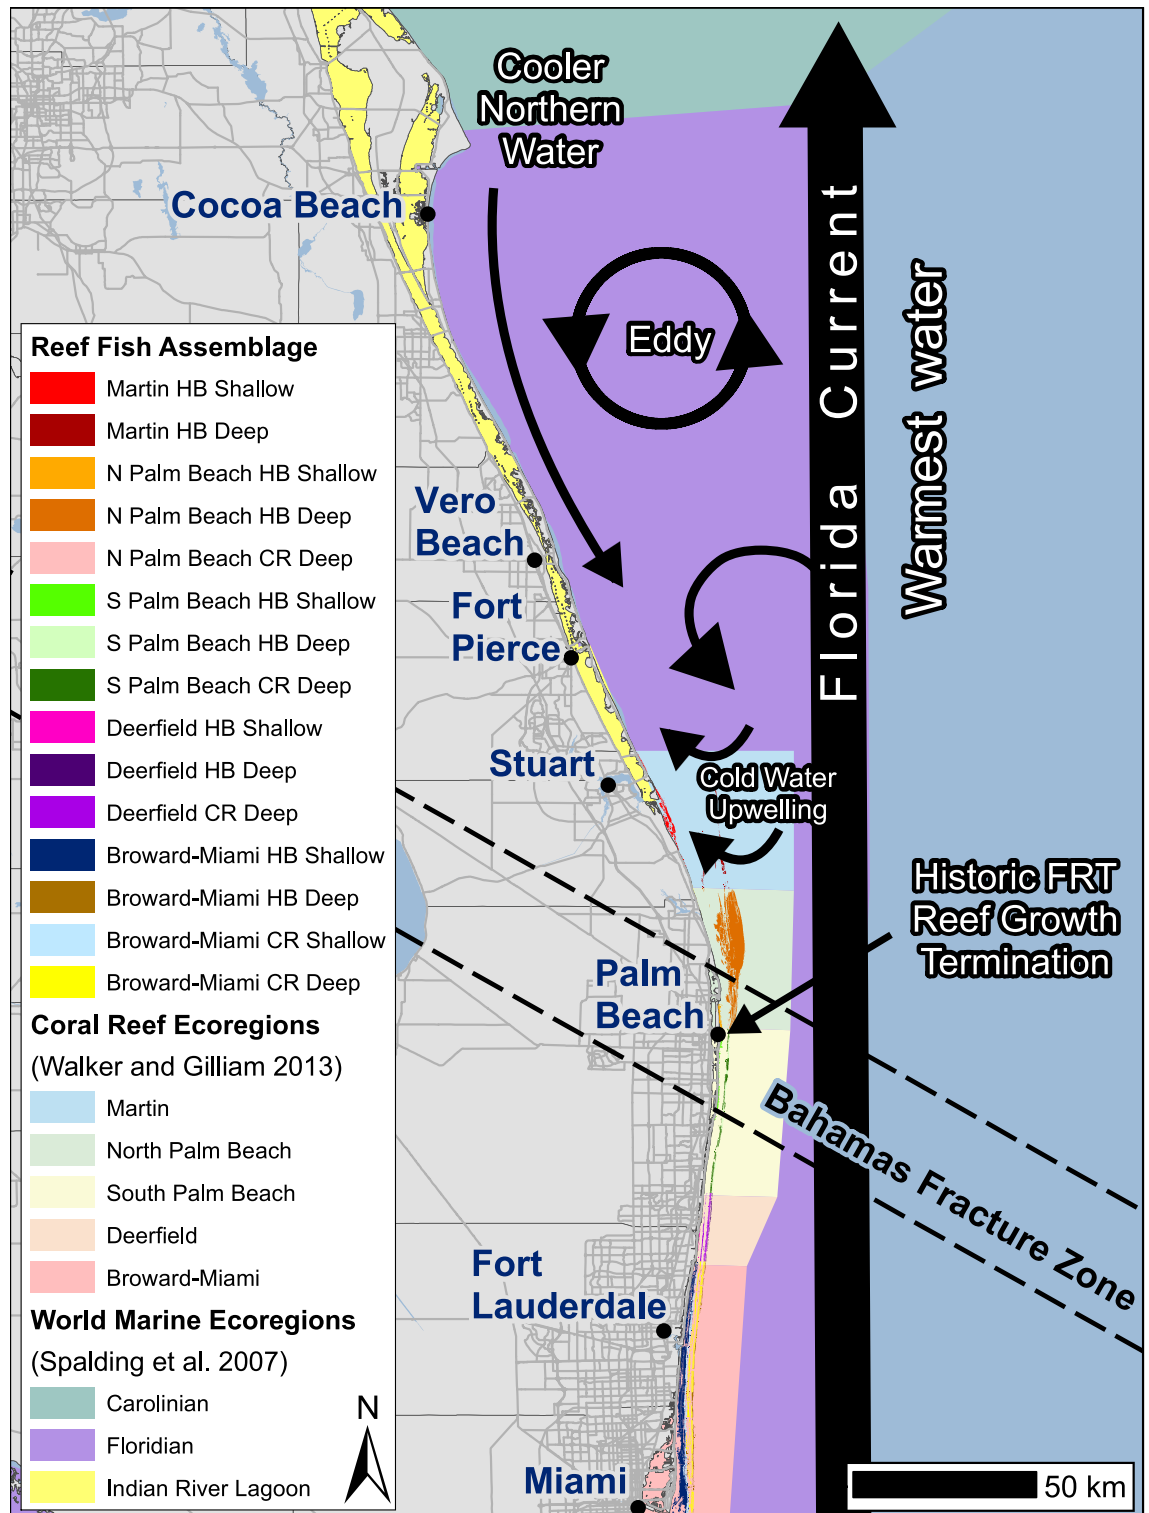 Cooler
Northern
Water
Cocoa Beach
Eddy
Florida Current
Warmest water
Reef Fish Assemblage
Martin HB Shallow
Martin HB Deep
N Palm Beach HB Shallow
N Palm Beach HB Deep
N Palm Beach CR Deep
S Palm Beach HB Shallow
S Palm Beach HB Deep
S Palm Beach CR Deep
Deerfield HB Shallow
Deerfield HB Deep
Deerfield CR Deep
Broward-Miami HB Shallow
Broward-Miami HB Deep
Broward-Miami CR Shallow
Broward-Miami CR Deep
Coral Reef Ecoregions
(Walker and Gilliam 2013)
Martin
North Palm Beach
South Palm Beach
Deerfield
Broward-Miami
World Marine Ecoregions
(Spalding et al. 2007)
Carolinian
Floridian
Indian River Lagoon
N
Vero
Beach
Fort
Pierce
Stuart
Cold Water
Upwelling
Historic FRT
Reef Growth
Termination
Palm
Beach
Bahamas Fracture Zone
Fort
Lauderdale
Miami
50 km